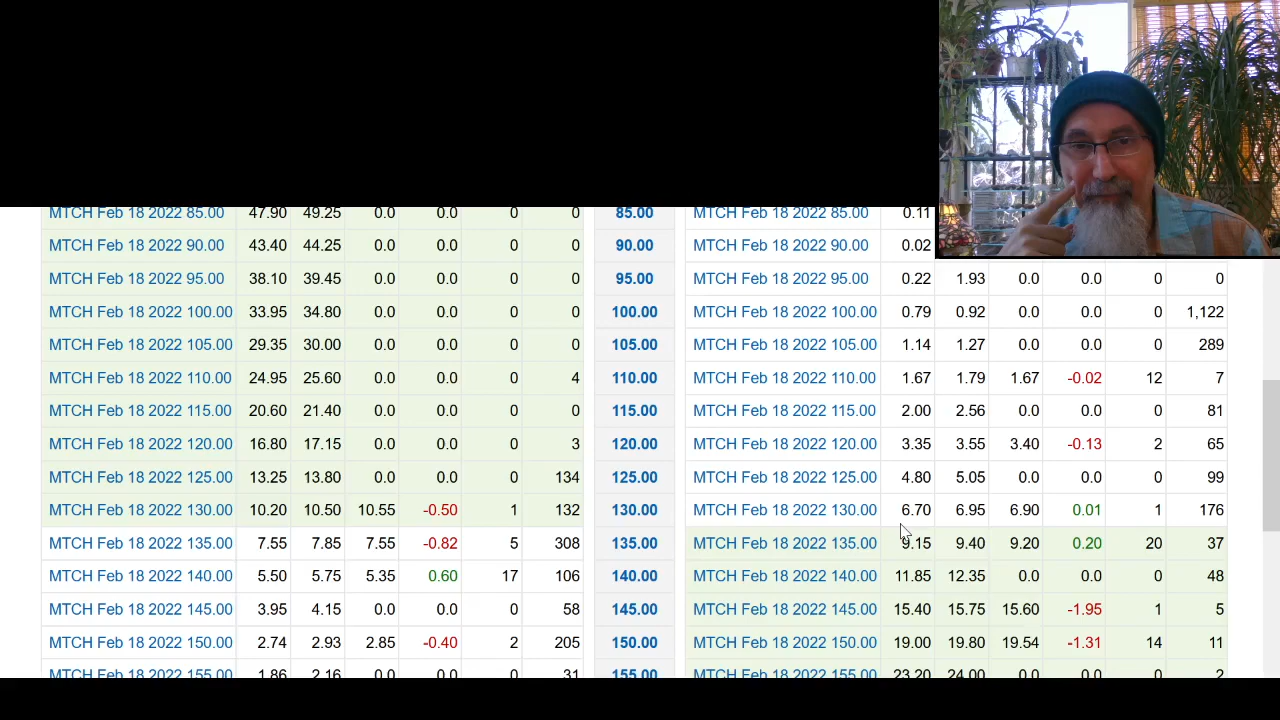 MTCH Feb 18 2022 85.00 47.90 49.25 0.0 0.0 0 0 85.00 MTCH Feb 18 2022 85.00 0.11
MTCH Feb 18 2022 90.00 43.40 44.25 0.0 0.0 0 0 90.00 MTCH Feb 18 2022 90.00 0.02
MTCH Feb 18 2022 95.00 38.10 39.45 0.0 0.0 0 0 95.00 MTCH Feb 18 2022 95.00 0.22 1.93 0.0 0.0 0 0
MTCH Feb 18 2022 100.00 33.95 34.80 0.0 0.0 0 0 100.00 MTCH Feb 18 2022 100.00 0.79 0.92 0.0 0.0 0 1,122
MTCH Feb 18 2022 105.00 29.35 30.00 0.0 0.0 0 0 105.00 MTCH Feb 18 2022 105.00 1.14 1.27 0.0 0.0 0 289
MTCH Feb 18 2022 110.00 24.95 25.60 0.0 0.0 0 4 110.00 MTCH Feb 18 2022 110.00 1.67 1.79 1.67 -0.02 12 7
MTCH Feb 18 2022 115.00 20.60 21.40 0.0 0.0 0 0 115.00 MTCH Feb 18 2022 115.00 2.00 2.56 0.0 0.0 0 81
MTCH Feb 18 2022 120.00 16.80 17.15 0.0 0.0 0 3 120.00 MTCH Feb 18 2022 120.00 3.35 3.55 3.40 -0.13 2 65
MTCH Feb 18 2022 125.00 13.25 13.80 0.0 0.0 0 134 125.00 MTCH Feb 18 2022 125.00 4.80 5.05 0.0 0.0 0 99
MTCH Feb 18 2022 130.00 10.20 10.50 10.55 -0.50 1 132 130.00 MTCH Feb 18 2022 130.00 6.70 6.95 6.90 0.01 1 176
MTCH Feb 18 2022 135.00 7.55 7.85 7.55 -0.82 5 308 135.00 MTCH Feb 18 2022 135.00 9.15 9.40 9.20 0.20 20 37
MTCH Feb 18 2022 140.00 5.50 5.75 5.35 0.60 17 106 140.00 MTCH Feb 18 2022 140.00 11.85 12.35 0.0 0.0 0 48
MTCH Feb 18 2022 145.00 3.95 4.15 0.0 0.0 0 58 145.00 MTCH Feb 18 2022 145.00 15.40 15.75 15.60 -1.95 1 5
MTCH Feb 18 2022 150.00 2.74 2.93 2.85 -0.40 2 205 150.00 MTCH Feb 18 2022 150.00 19.00 19.80 19.54 -1.31 14 11
MTCH Feb 18 2022 155.00 1.86 2.16 0.0 0.0 0 31 155.00 MTCH Feb 18 2022 155.00 23.20 24.00 0.0 0.0 0 2